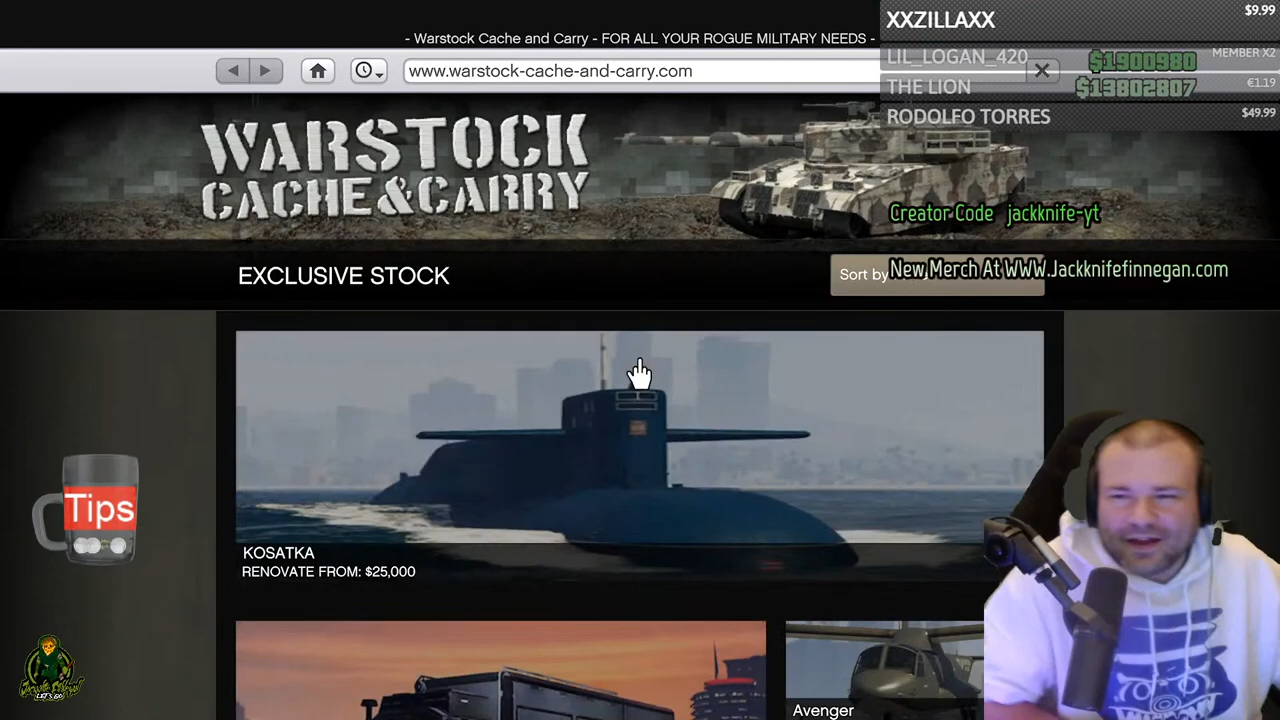 - Warstock Cache and Carry - FOR ALL YOUR ROGUE MILITARY NEEDS -
XXZILLAXX $9.99
LIL_LOGAN_420 MEMBER X2
$1900980
www.warstock-cache-and-carry.com
THE LION €1.19
$13802807
RODOLFO TORRES $49.99
WARSTOCK
CACHE&CARRY
Creator Code jackknife-yt
EXCLUSIVE STOCK
Sort by
New Merch At WWW.Jackknifefinnegan.com
Tips
KOSATKA
RENOVATE FROM: $25,000
LET'S GO
Avenger